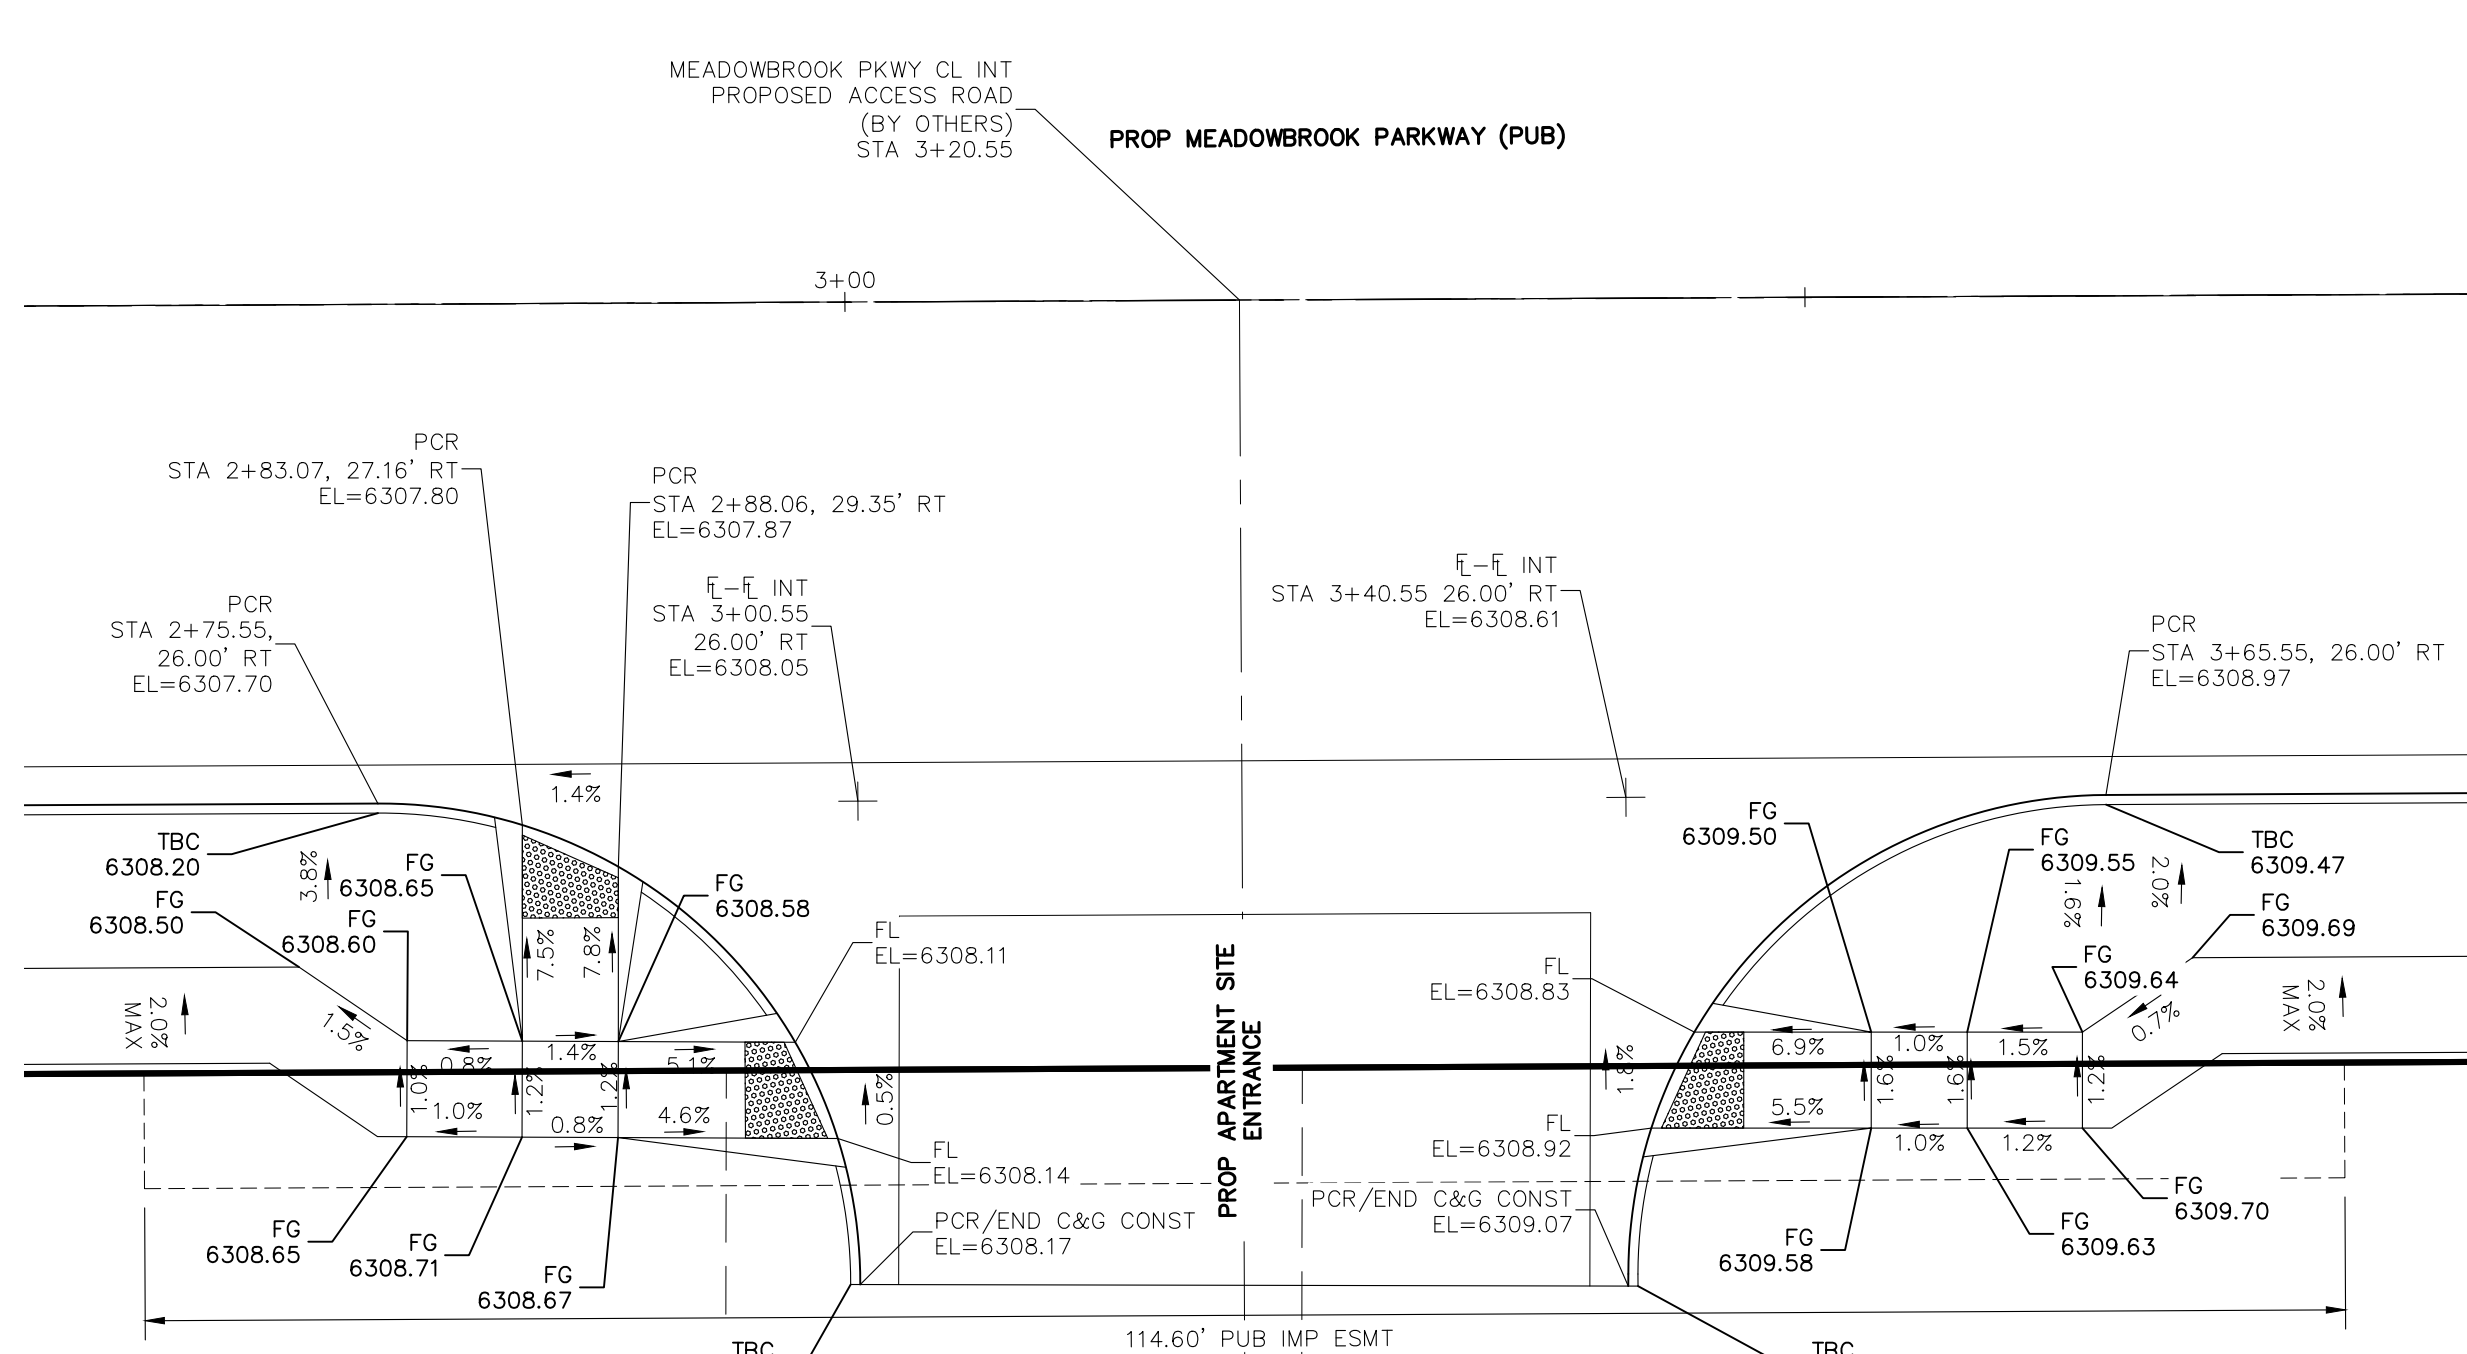 MEADOWBROOK PKWY CL INT
PROPOSED ACCESS ROAD
(BY OTHERS)
STA 3+20.55
PROP MEADOWBROOK PARKWAY (PUB)
3+00
PCR
STA 2+83.07, 27.16' RT
EL=6307.80
PCR
STA 2+88.06, 29.35' RT
EL=6307.87
FL-FL INT
STA 3+00.55
26.00' RT
EL=6308.05
FL-FL INT
STA 3+40.55 26.00' RT
EL=6308.61
PCR
STA 2+75.55,
26.00' RT
EL=6307.70
PCR
STA 3+65.55, 26.00' RT
EL=6308.97
1.4%
TBC
6308.20
3.8%
FG
6308.65
FG
6308.50
FG
6308.60
FG
6308.58
FL
EL=6308.11
7.5%
7.8%
FG
6309.50
FG
6309.55
TBC
6309.47
2.0%
1.6%
FG
6309.69
FG
6309.64
FL
EL=6308.83
2.0%
MAX
1.5%
0.8%
1.4%
5.1%
1.0%
1.2%
1.2%
1.0%
0.8%
4.6%
0.5%
PROP APARTMENT SITE
ENTRANCE
1.8%
6.9%
1.0%
1.5%
0.7%
2.0%
MAX
1.6%
1.6%
1.2%
5.5%
1.0%
1.2%
FL
EL=6308.14
FL
EL=6308.92
PCR/END C&G CONST
EL=6308.17
PCR/END C&G CONST
EL=6309.07
FG
6308.65
FG
6308.71
FG
6308.67
FG
6309.58
FG
6309.63
FG
6309.70
114.60' PUB IMP ESMT
TBC
TBC